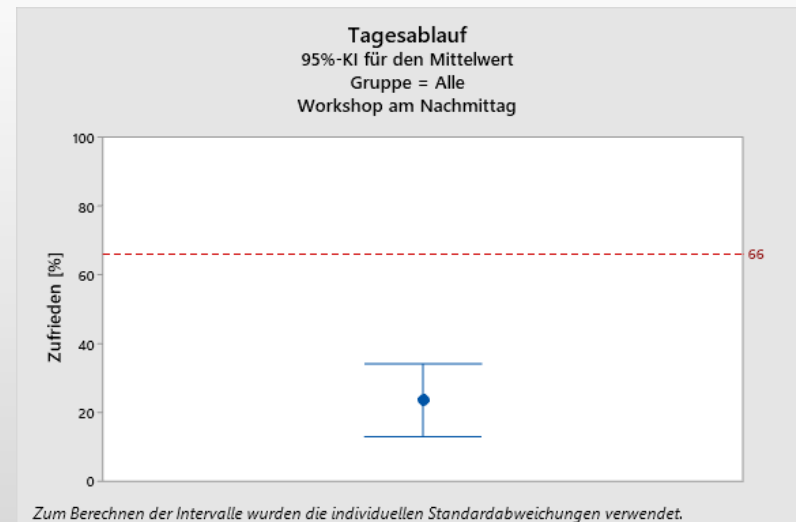 Tagesablauf
95%-KI für den Mittelwert
Gruppe = Alle
Workshop am Nachmittag
Zufrieden [%]
100
80
60
40
20
0
66
Zum Berechnen der Intervalle wurden die individuellen Standardabweichungen verwendet.